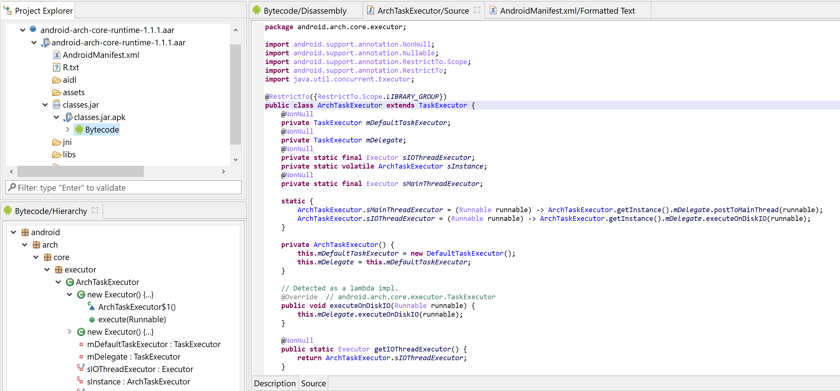 Project Explorer
android-arch-core-runtime-1.1.1.aar
android-arch-core-runtime-1.1.1.aar
AndroidManifest.xml
R.txt
aidl
assets
classes.jar
classes.jar.apk
Bytecode
jni
libs
Filter: type "Enter" to validate
Bytecode/Hierarchy
android
arch
core
executor
ArchTaskExecutor
new Executor() {...}
ArchTaskExecutor$1()
execute(Runnable)
new Executor() {...}
mDefaultTaskExecutor : TaskExecutor
mDelegate : TaskExecutor
sIOThreadExecutor : Executor
sInstance : ArchTaskExecutor
Bytecode/Disassembly
ArchTaskExecutor/Source
AndroidManifest.xml/Formatted Text
package android.arch.core.executor;
import android.support.annotation.NonNull;
import android.support.annotation.Nullable;
import android.support.annotation.RestrictTo.Scope;
import android.support.annotation.RestrictTo;
import java.util.concurrent.Executor;
@RestrictTo({RestrictTo.Scope.LIBRARY_GROUP})
public class ArchTaskExecutor extends TaskExecutor {
@NonNull
private TaskExecutor mDefaultTaskExecutor;
@NonNull
private TaskExecutor mDelegate;
@NonNull
private static final Executor sIOThreadExecutor;
private static volatile ArchTaskExecutor sInstance;
@NonNull
private static final Executor sMainThreadExecutor;
static {
ArchTaskExecutor.sMainThreadExecutor = (Runnable runnable) -> ArchTaskExecutor.getInstance().mDelegate.postToMainThread(runnable);
ArchTaskExecutor.sIOThreadExecutor = (Runnable runnable) -> ArchTaskExecutor.getInstance().mDelegate.executeOnDiskIO(runnable);
}
private ArchTaskExecutor() {
this.mDefaultTaskExecutor = new DefaultTaskExecutor();
this.mDelegate = this.mDefaultTaskExecutor;
}
// Detected as a lambda impl.
@Override  // android.arch.core.executor.TaskExecutor
public void executeOnDiskIO(Runnable runnable) {
this.mDelegate.executeOnDiskIO(runnable);
}
@NonNull
public static Executor getIOThreadExecutor() {
return ArchTaskExecutor.sIOThreadExecutor;
}
Description
Source